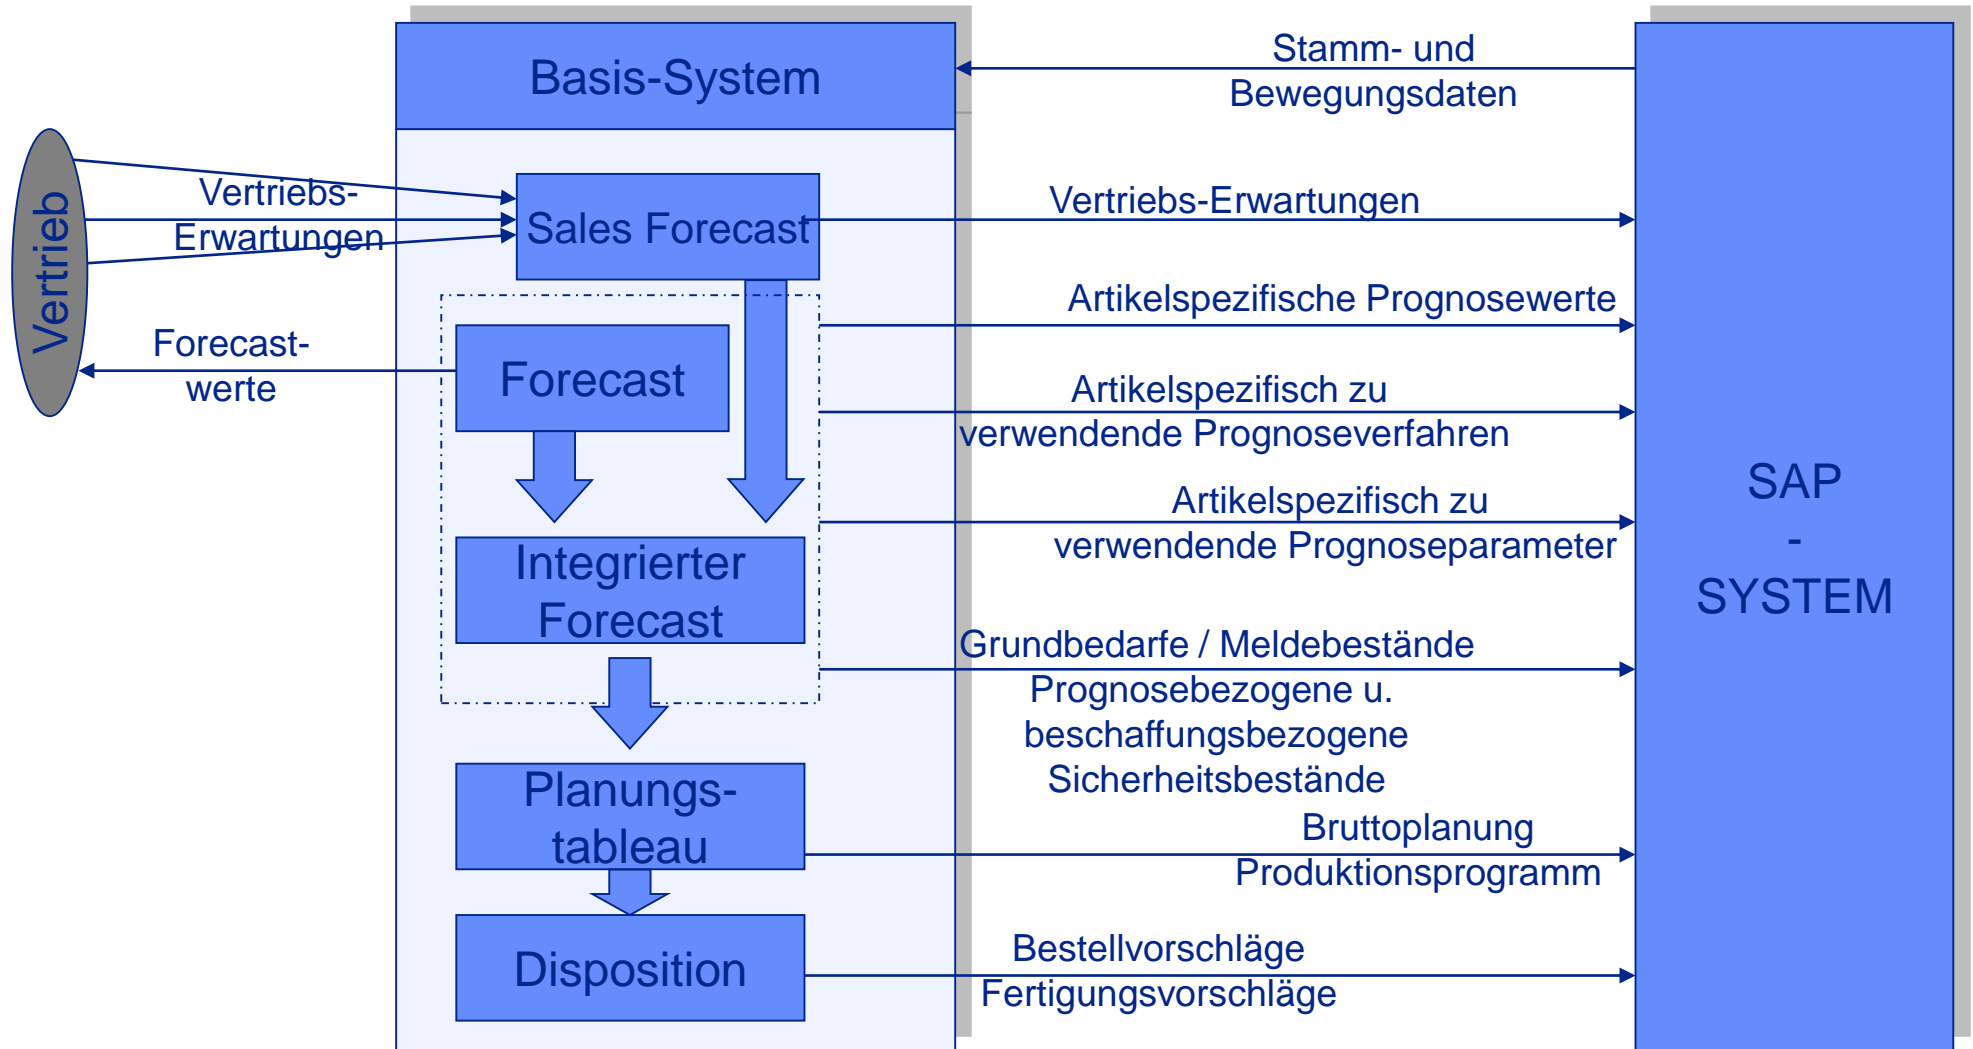 Basis-System
Stamm- und
Bewegungsdaten
Vertrieb
Vertriebs-
Erwartungen
Sales Forecast
Vertriebs-Erwartungen
Artikelspezifische Prognosewerte
Forecast-
werte
Forecast
Artikelspezifisch zu
verwendende Prognoseverfahren
Artikelspezifisch zu
verwendende Prognoseparameter
SAP
-
SYSTEM
Integrierter
Forecast
Grundbedarfe / Meldebestände
Prognosebezogene u.
beschaffungsbezogene
Sicherheitsbestände
Planungs-
tableau
Bruttoplanung
Produktionsprogramm
Disposition
Bestellvorschläge
Fertigungsvorschläge